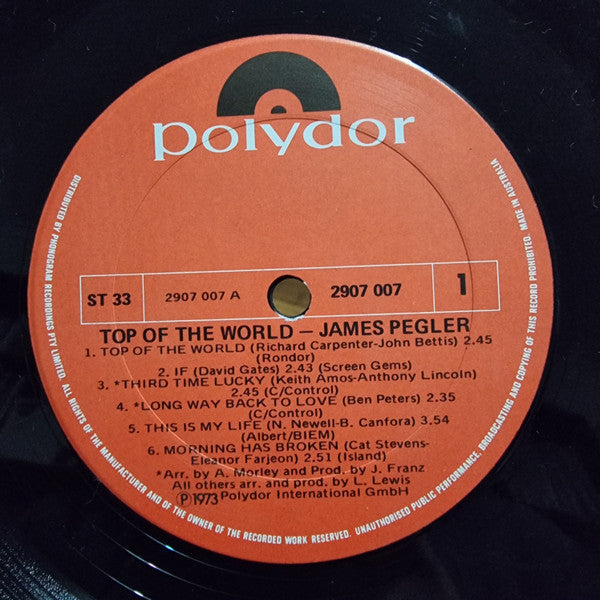 polydor
ST 33
2907 007 A
2907 007
1
TOP OF THE WORLD — JAMES PEGLER
1. TOP OF THE WORLD (Richard Carpenter-John Bettis) 2.45
(Rondor)
2. IF (David Gates) 2.43 (Screen Gems)
3. *THIRD TIME LUCKY (Keith Amos-Anthony Lincoln)
2.45 (C/Control)
4. *LONG WAY BACK TO LOVE (Ben Peters) 2.35
(C/Control)
5. THIS IS MY LIFE (N. Newell-B. Canfora) 3.54
(Albert/BIEM)
6. MORNING HAS BROKEN (Cat Stevens-
Eleanor Farjeon) 2.51 (Island)
*Arr. by A. Morley and Prod. by J. Franz
All others arr. and prod. by L. Lewis
Ⓟ 1973 Polydor International GmbH
DISTRIBUTED BY PHONOGRAM RECORDINGS PTY LIMITED. ALL RIGHTS OF THE MANUFACTURER AND OF THE OWNER OF THE RECORDED WORK RESERVED. UNAUTHORISED PUBLIC PERFORMANCE, BROADCASTING AND COPYING OF THIS RECORD PROHIBITED. MADE IN AUSTRALIA